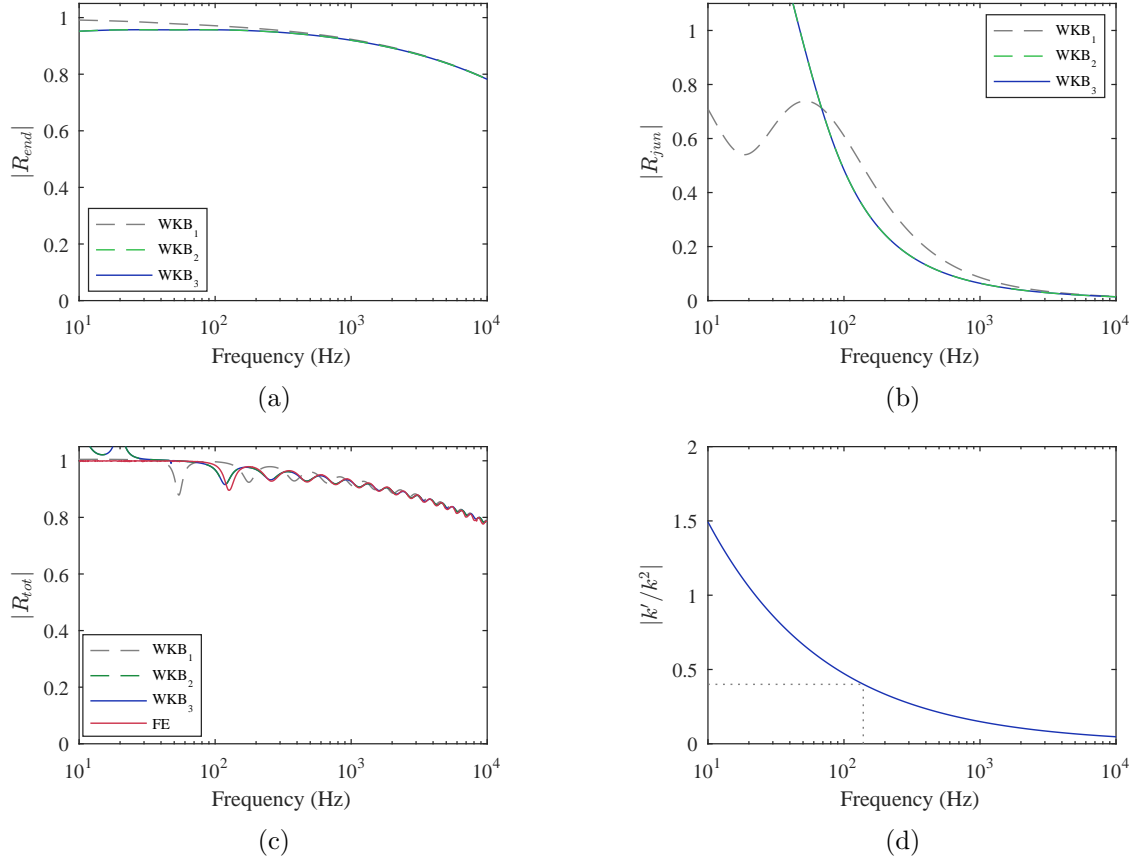 1
0.8
0.6
0.4
0.2
0
|R_end|
WKB_1
WKB_2
WKB_3
10^1
10^2
10^3
10^4
Frequency (Hz)
(a)
1
0.8
0.6
0.4
0.2
0
|R_jun|
WKB_1
WKB_2
WKB_3
10^1
10^2
10^3
10^4
Frequency (Hz)
(b)
1
0.8
0.6
0.4
0.2
0
|R_tot|
WKB_1
WKB_2
WKB_3
FE
10^1
10^2
10^3
10^4
Frequency (Hz)
(c)
2
1.5
1
0.5
0
|k′/k^2|
10^1
10^2
10^3
10^4
Frequency (Hz)
(d)